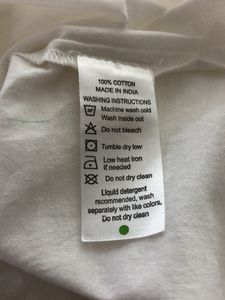 100% COTTON
MADE IN INDIA
WASHING INSTRUCTIONS
Machine wash cold
Wash inside out
Do not bleach
Tumble dry low
Low heat iron
if needed
Do not dry clean
Liquid detergent
recommended, wash
separately with like colors.
Do not dry clean